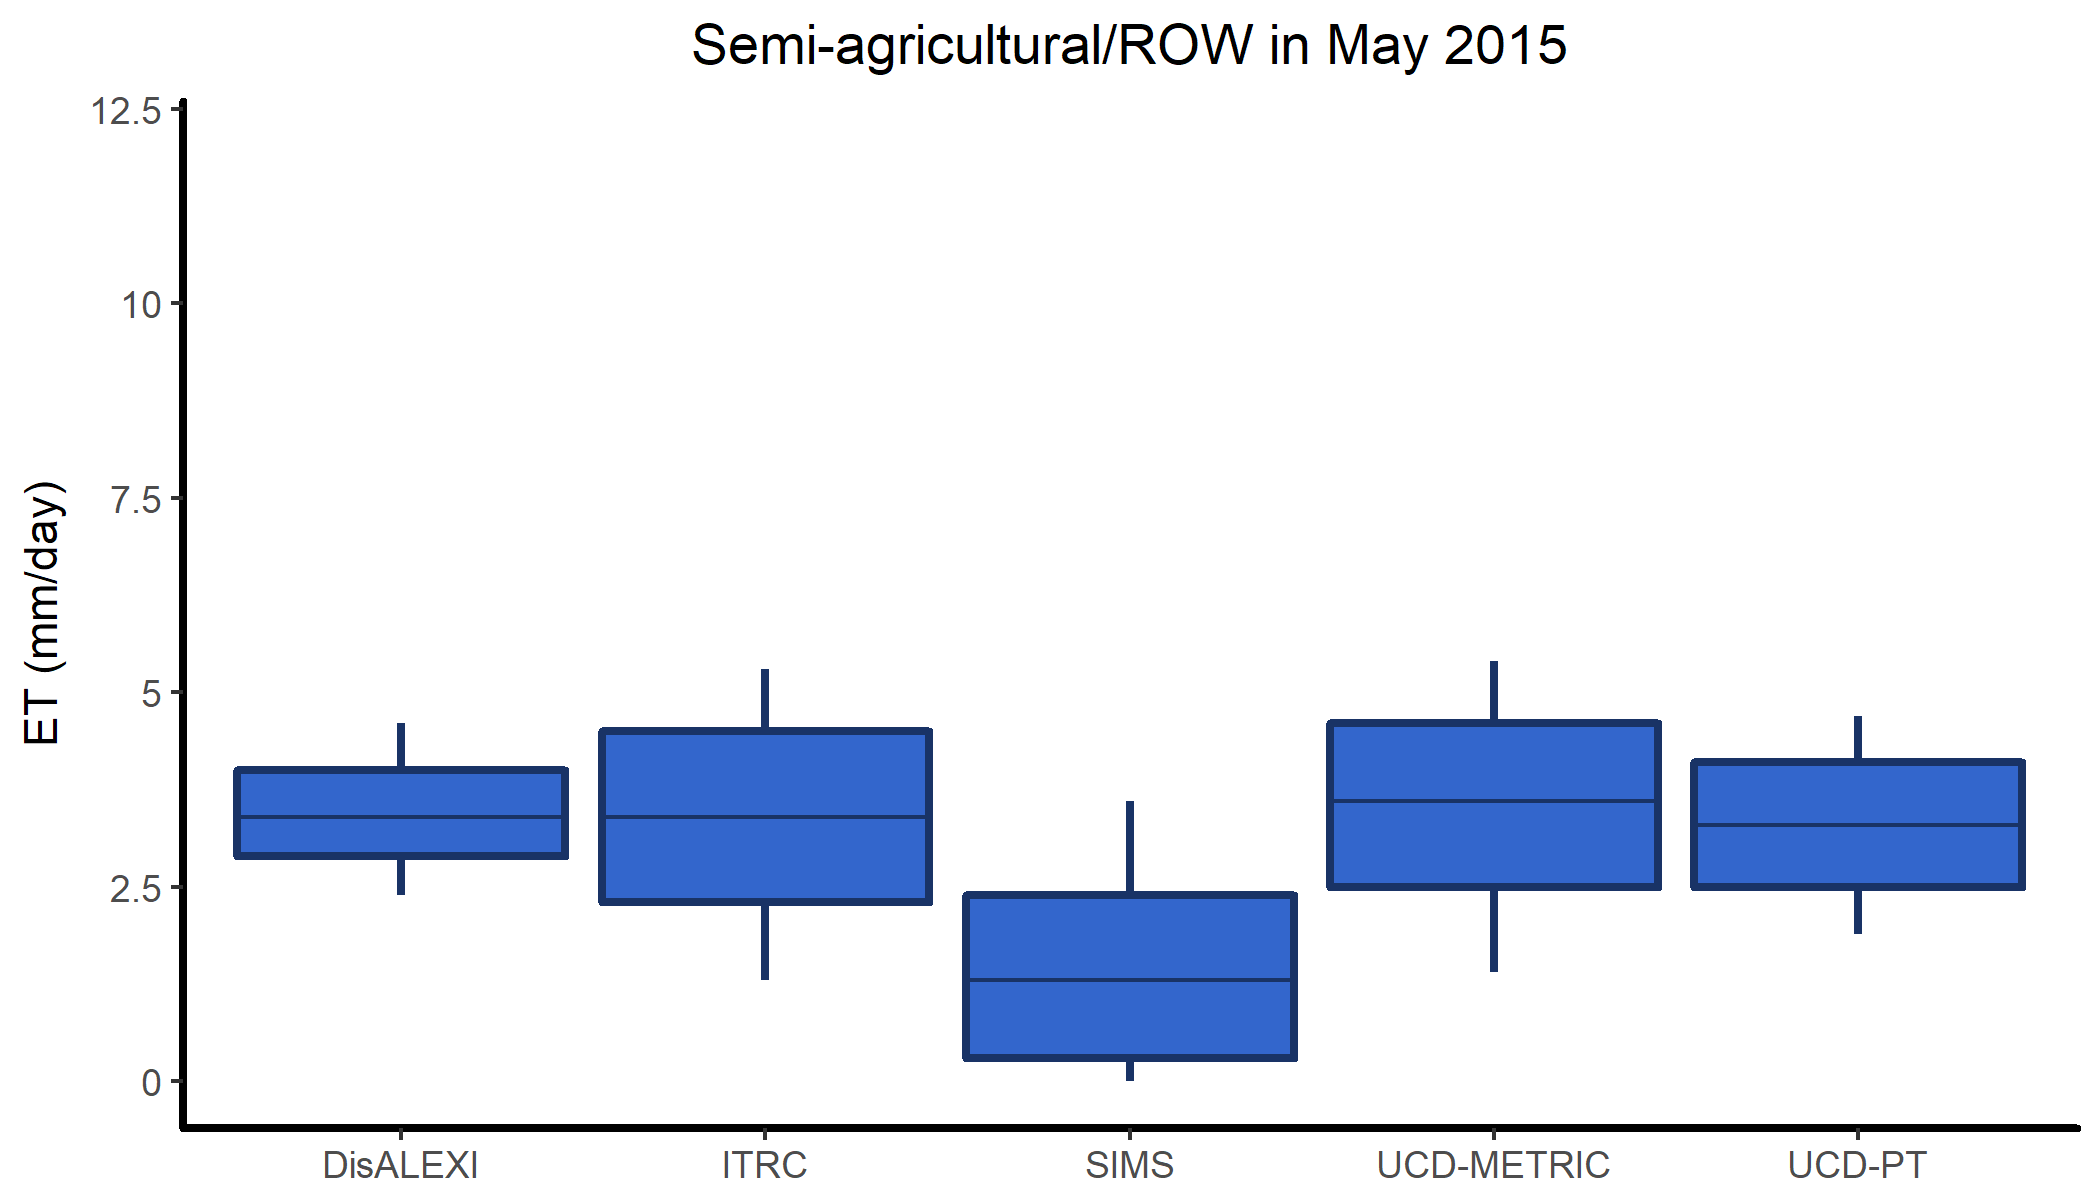 Semi-agricultural/ROW in May 2015
ET (mm/day)
12.5
10
7.5
5
2.5
0
DisALEXI ITRC SIMS UCD-METRIC UCD-PT